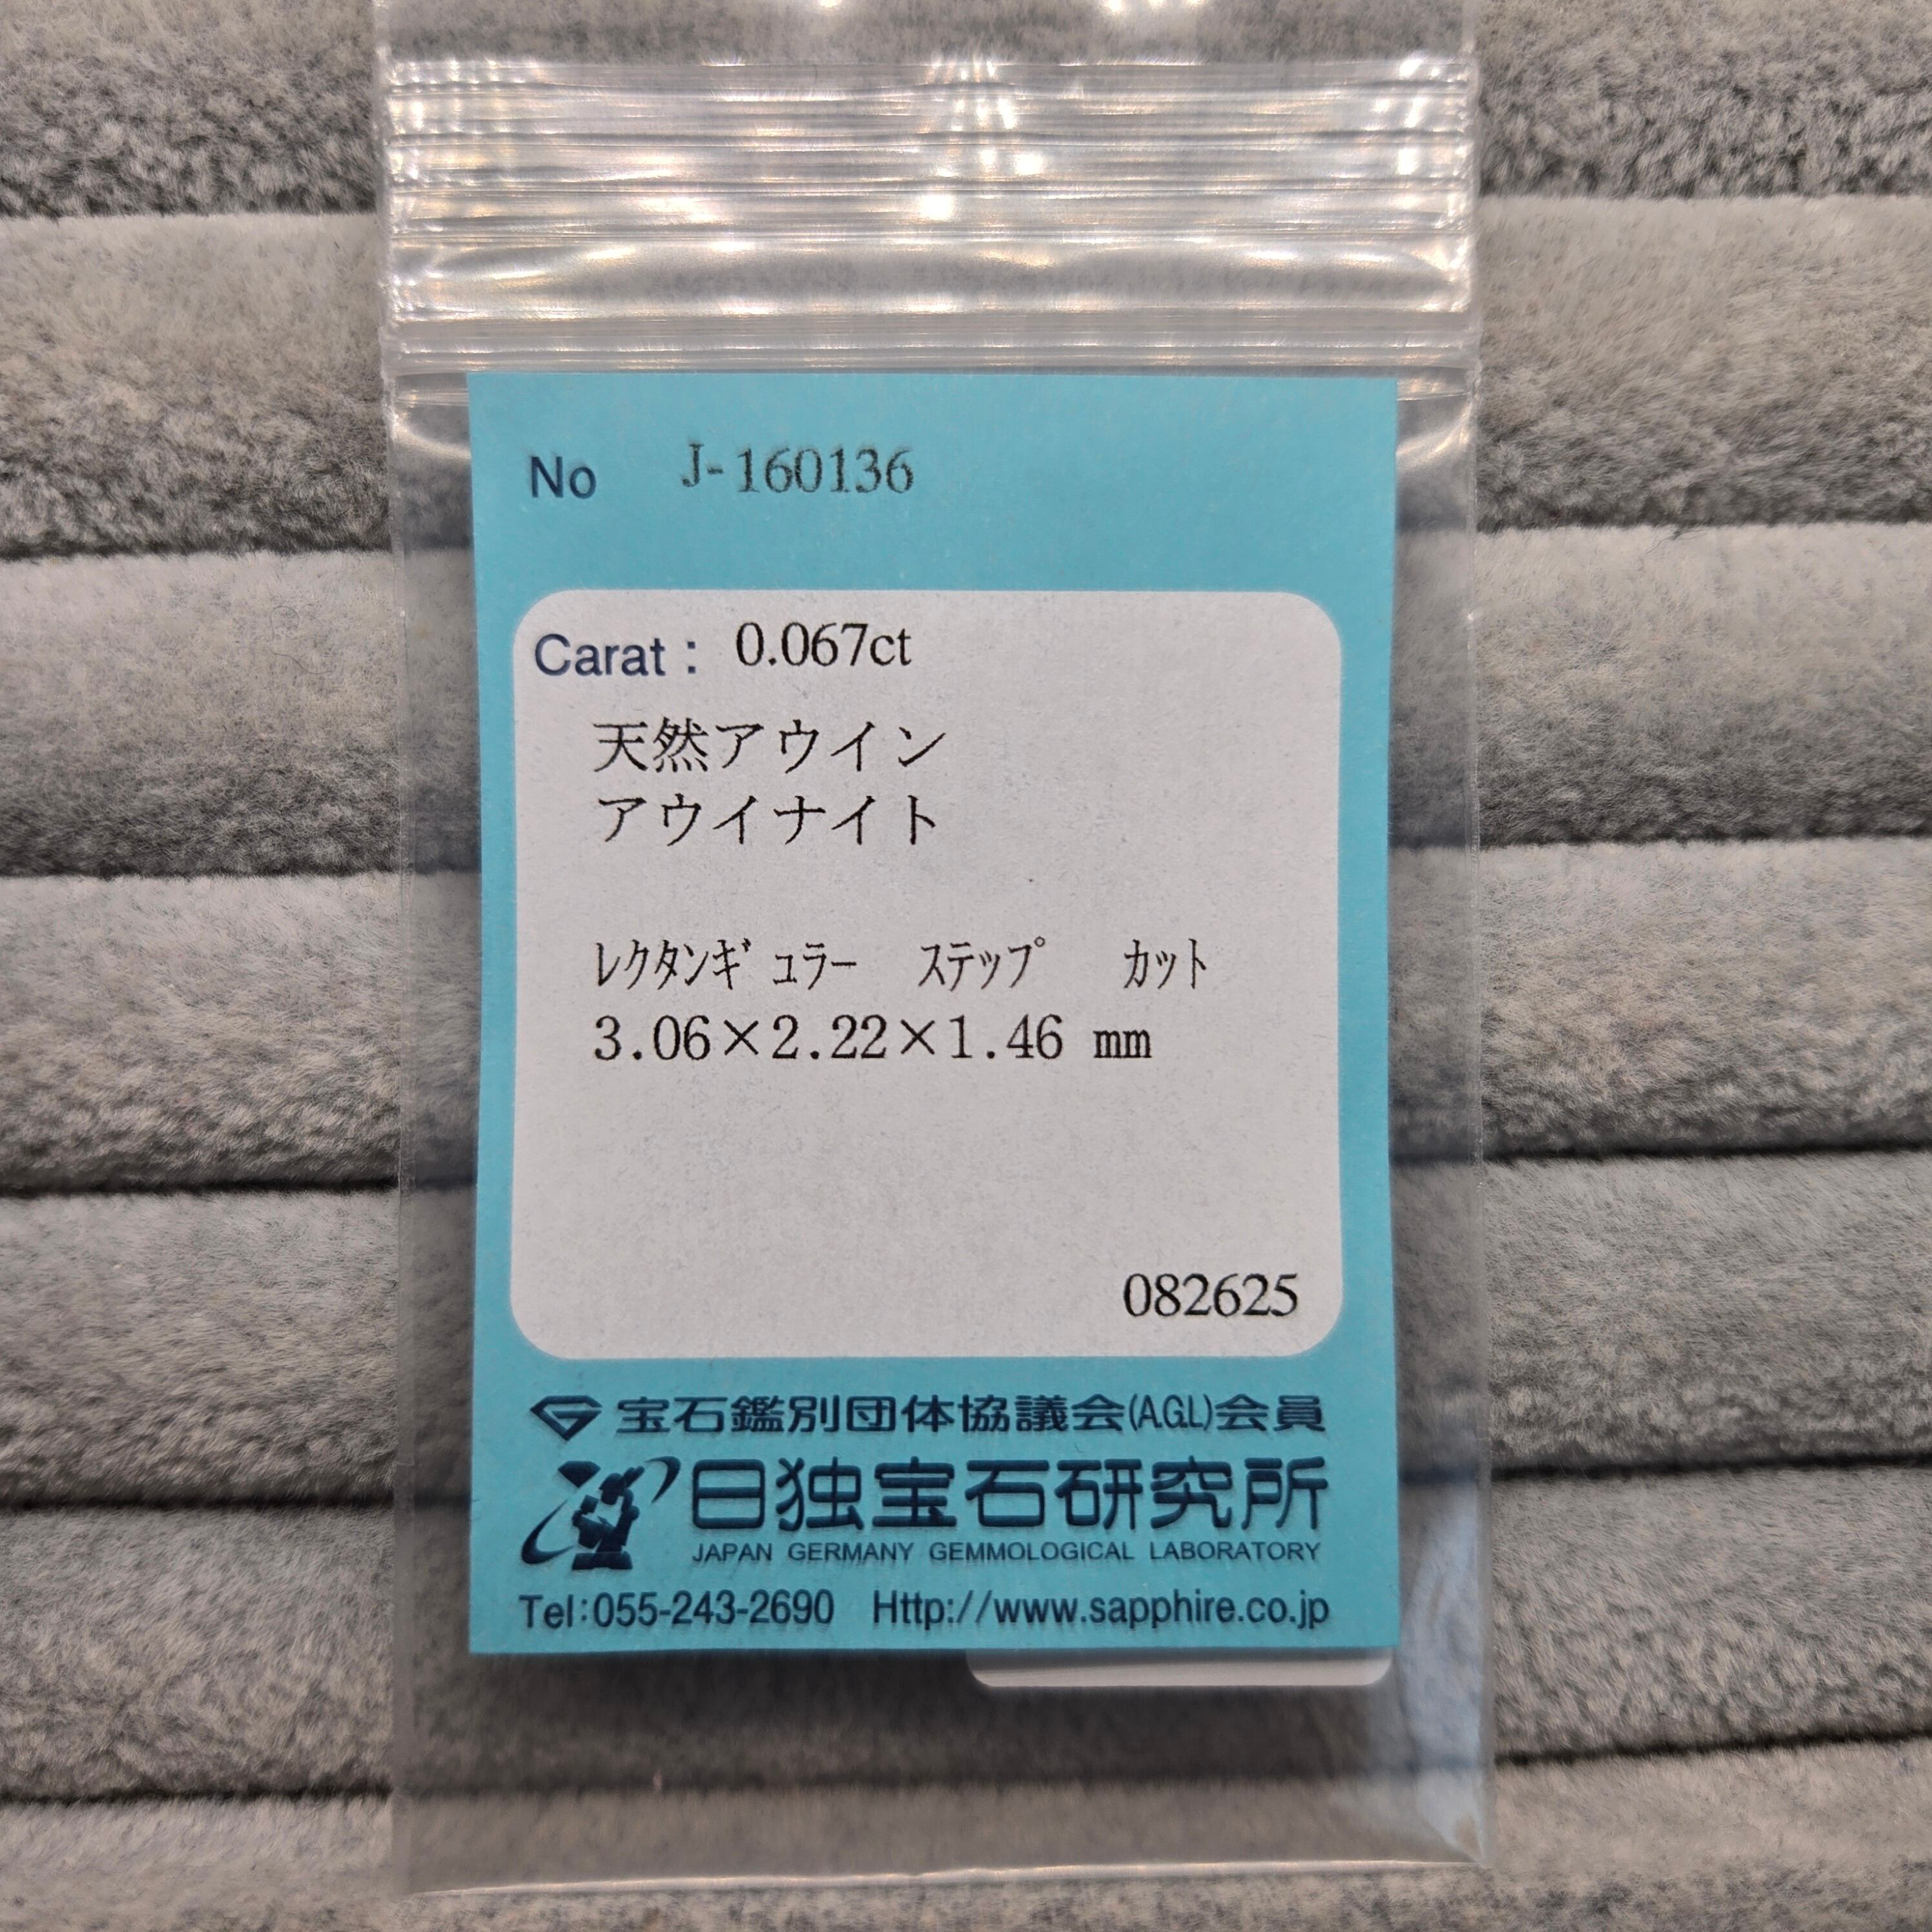 No J-160136
Carat : 0.067ct
天然アウイン
アウイナイト
ﾚｸﾀﾝｷﾞｭﾗｰ ｽﾃｯﾌﾟ ｶｯﾄ
3.06×2.22×1.46 mm
082625
宝石鑑別団体協議会(A.G.L)会員
日独宝石研究所
JAPAN GERMANY GEMMOLOGICAL LABORATORY
Tel:055-243-2690 Http://www.sapphire.co.jp